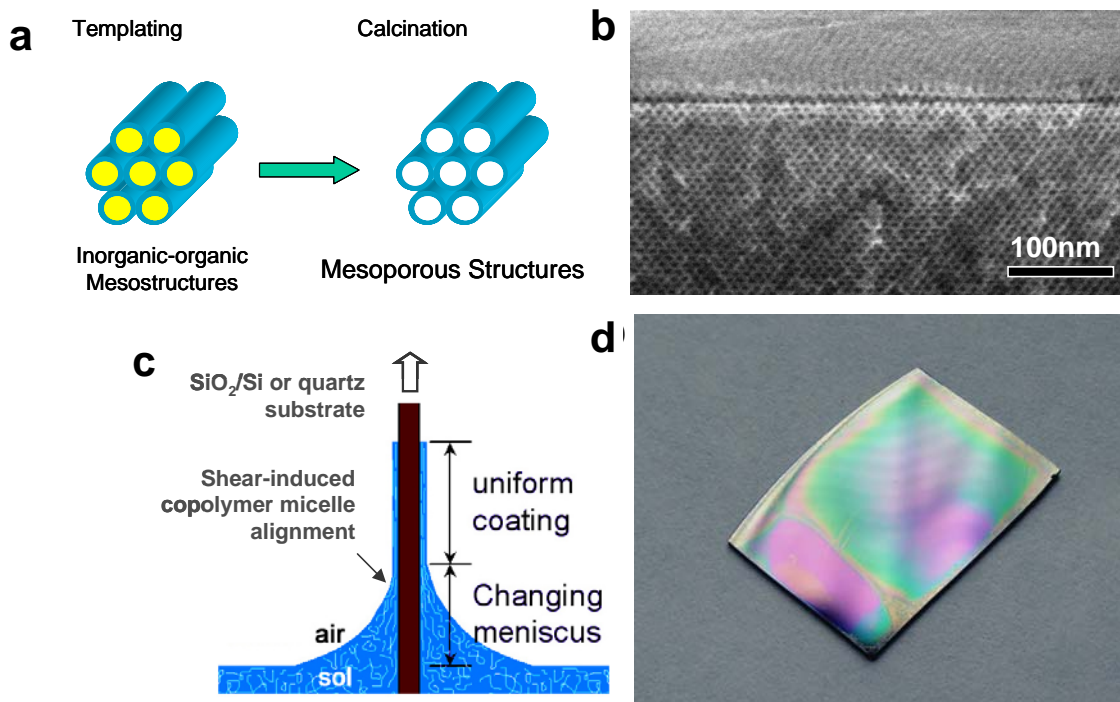 a
Templating
Calcination
Inorganic-organic
Mesostructures
Mesoporous Structures
b
100nm
c
SiO₂/Si or quartz
substrate
Shear-induced
copolymer micelle
alignment
uniform
coating
Changing
meniscus
air
sol
d